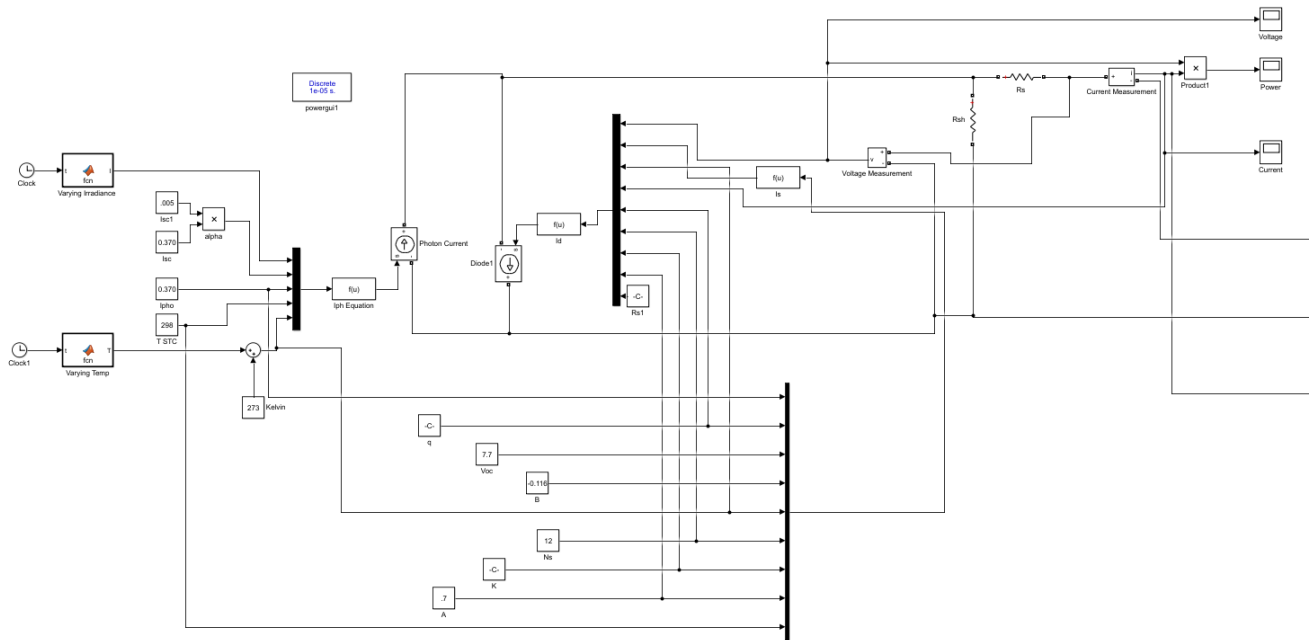 Voltage
Discrete
1e-05 s.
powergui1
Rs
Current Measurement
Product1
Power
Rsh
Clock
t
fcn
I
Varying Irradiance
.005
Isc1
0.370
Isc
×
alpha
0.370
Ipho
298
T STC
f(u)
Iph Equation
Photon Current
Diode1
f(u)
Id
-C-
Rs1
f(u)
Is
v
Voltage Measurement
i
×
Current
Clock1
t
fcn
T
Varying Temp
273
Kelvin
-C-
q
7.7
Voc
-0.116
B
12
Ns
-C-
K
.7
A